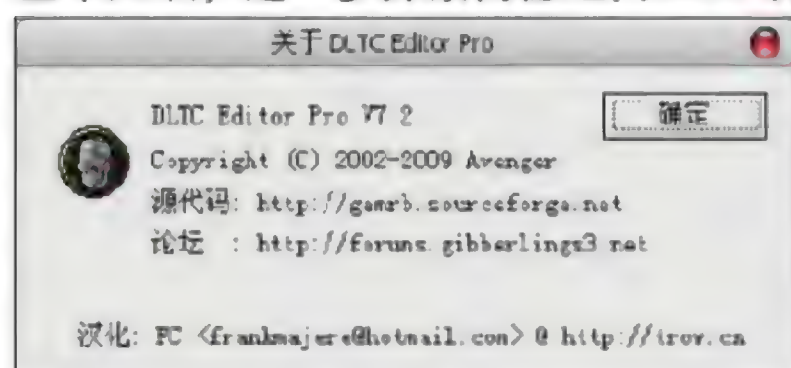 关于 DLTC Editor Pro
DLTC Editor Pro V7 2
确定
Copyright (C) 2002-2009 Avenger
源代码: http://gemrb.sourceforge.net
论坛 : http://forums.gibberlings3 net
汉化: FC <frankmajere@hotmail.com> @ http://trow.cn